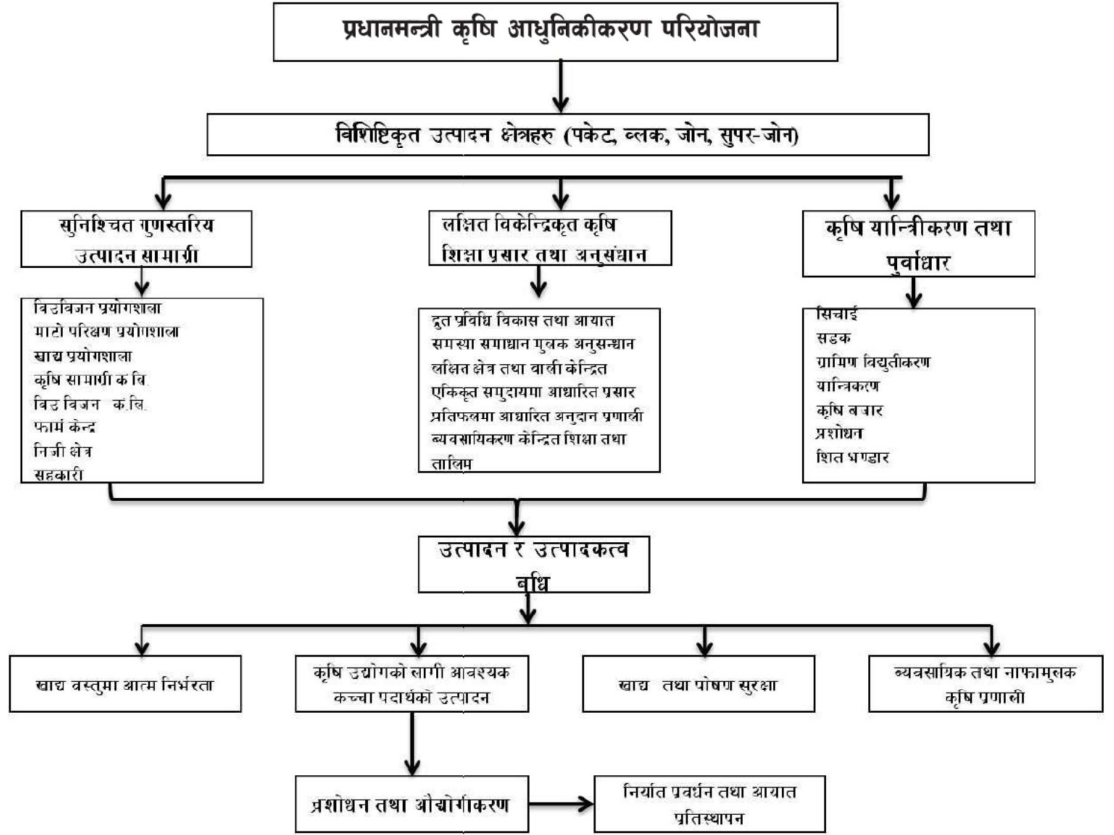 प्रधानमन्त्री कृषि आधुनिकीकरण परियोजना
विशिष्टिकृत उत्पादन क्षेत्रहरु (पकेट, ब्लक, जोन, सुपर-जोन)
सुनिश्चित गुणस्तरिय
उत्पादन सामाग्री
लक्षित विकेन्द्रिकृत कृषि
शिक्षा प्रसार तथा अनुसंधान
कृषि यान्त्रीकरण तथा
पुर्वाधार
विउविजन प्रयोगशाला
माटो परिक्षण प्रयोगशाला
खाद्य प्रयोगशाला
कृषि सामाग्री क वि
विउ विजन क.लि.
फार्म केन्द्र
निजी क्षेत्र
सहकारी
द्रुत प्रविधि विकास तथा आयात
समस्या समाधान मुलक अनुसन्धान
लक्षित क्षेत्र तथा वाली केन्द्रित
एकिकृत समुदायमा आधारित प्रसार
प्रतिफलमा आधारित अनुदान प्रणाली
ब्यवसायिकरण केन्द्रित शिक्षा तथा
तालिम
सिचाई
सडक
ग्रामिण विद्युतीकरण
यान्त्रिकरण
कृषि बजार
प्रशोधन
शित भण्डार
उत्पादन र उत्पादकत्व
बृधि
खाद्य वस्तुमा आत्म निर्भरता
कृषि उद्योगको लागी आवश्यक
कच्चा पदार्थको उत्पादन
खाद्य तथा पोषण सुरक्षा
ब्यवसायिक तथा नाफामुलक
कृषि प्रणाली
प्रशोधन तथा औद्योगीकरण
निर्यात प्रवर्धन तथा आयात
प्रतिस्थापन